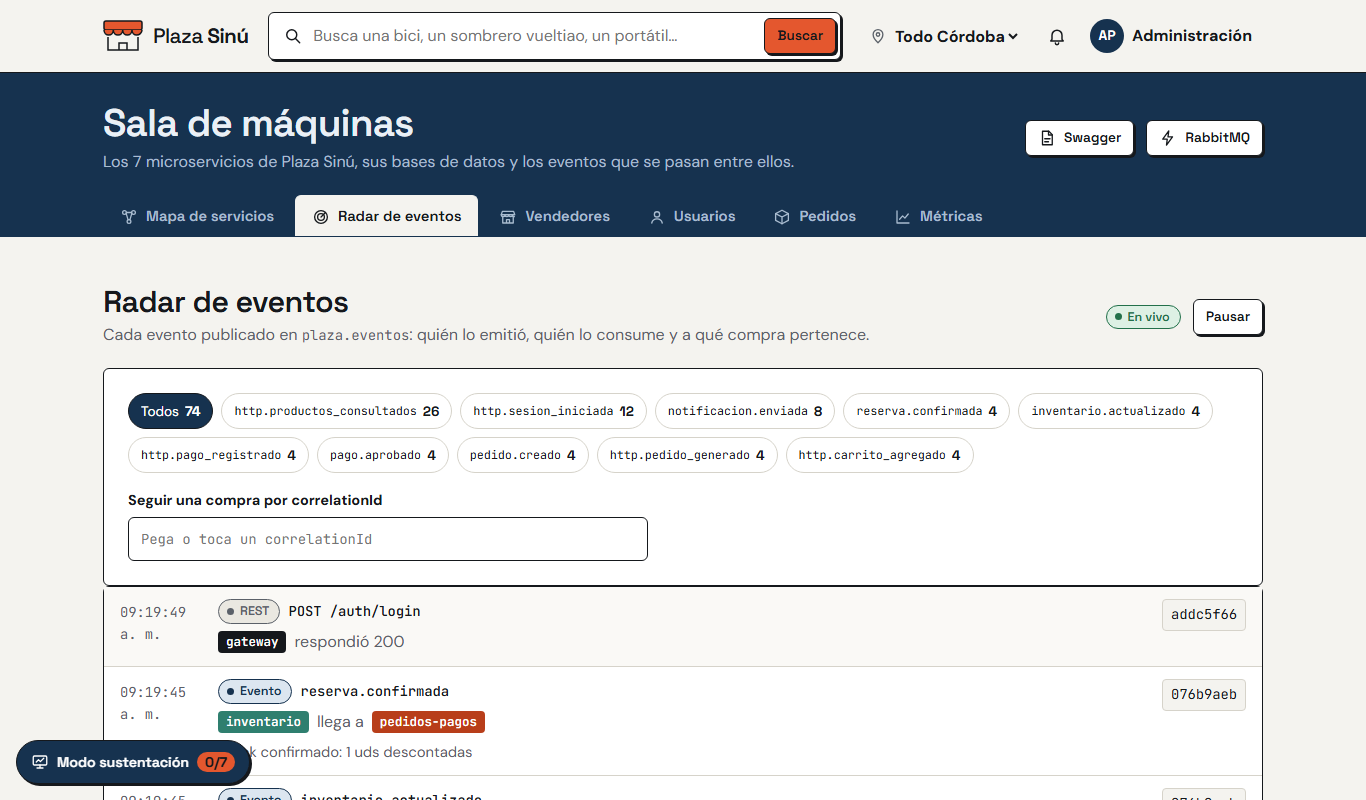 Plaza Sinú
Busca una bici, un sombrero vueltiao, un portátil...
Buscar
Todo Córdoba
AP
Administración
Sala de máquinas
Los 7 microservicios de Plaza Sinú, sus bases de datos y los eventos que se pasan entre ellos.
Swagger
RabbitMQ
Mapa de servicios
Radar de eventos
Vendedores
Usuarios
Pedidos
Métricas
Radar de eventos
Cada evento publicado en plaza.eventos: quién lo emitió, quién lo consume y a qué compra pertenece.
En vivo
Pausar
Todos 74
http.productos_consultados 26
http.sesion_iniciada 12
notificacion.enviada 8
reserva.confirmada 4
inventario.actualizado 4
http.pago_registrado 4
pago.aprobado 4
pedido.creado 4
http.pedido_generado 4
http.carrito_agregado 4
Seguir una compra por correlationId
Pega o toca un correlationId
09:19:49 a. m.
REST POST /auth/login
gateway respondió 200
addc5f66
09:19:45 a. m.
Evento reserva.confirmada
inventario llega a pedidos-pagos
k confirmado: 1 uds descontadas
076b9aeb
Modo sustentación 0/7
09:19:45
Evento inventario.actualizado
076b9aeb